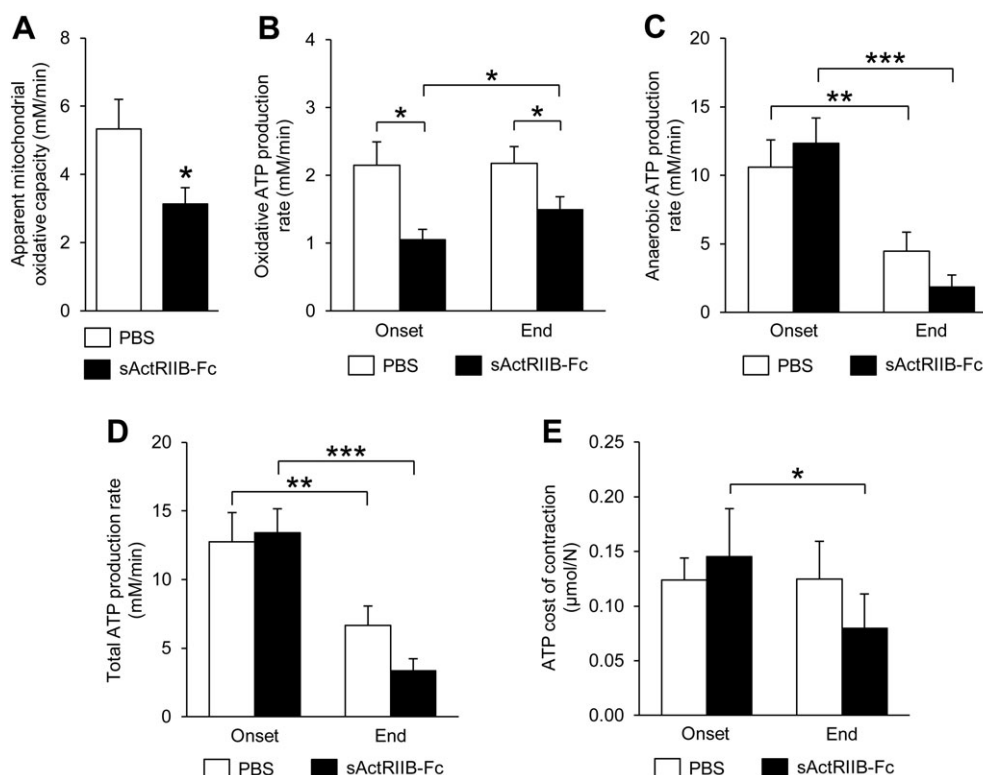 A
Apparent mitochondrial
oxidative capacity (mM/min)
8
6
4
2
0
*
PBS
sActRIIB-Fc
B
Oxidative ATP production
rate (mM/min)
4
3
2
1
0
*
*
*
Onset
End
PBS
sActRIIB-Fc
C
Anaerobic ATP production
rate (mM/min)
20
15
10
5
0
***
**
Onset
End
PBS
sActRIIB-Fc
D
Total ATP production rate
(mM/min)
20
15
10
5
0
***
**
Onset
End
PBS
sActRIIB-Fc
E
ATP cost of contraction
(µmol/N)
0.25
0.20
0.15
0.10
0.05
0.00
*
Onset
End
PBS
sActRIIB-Fc